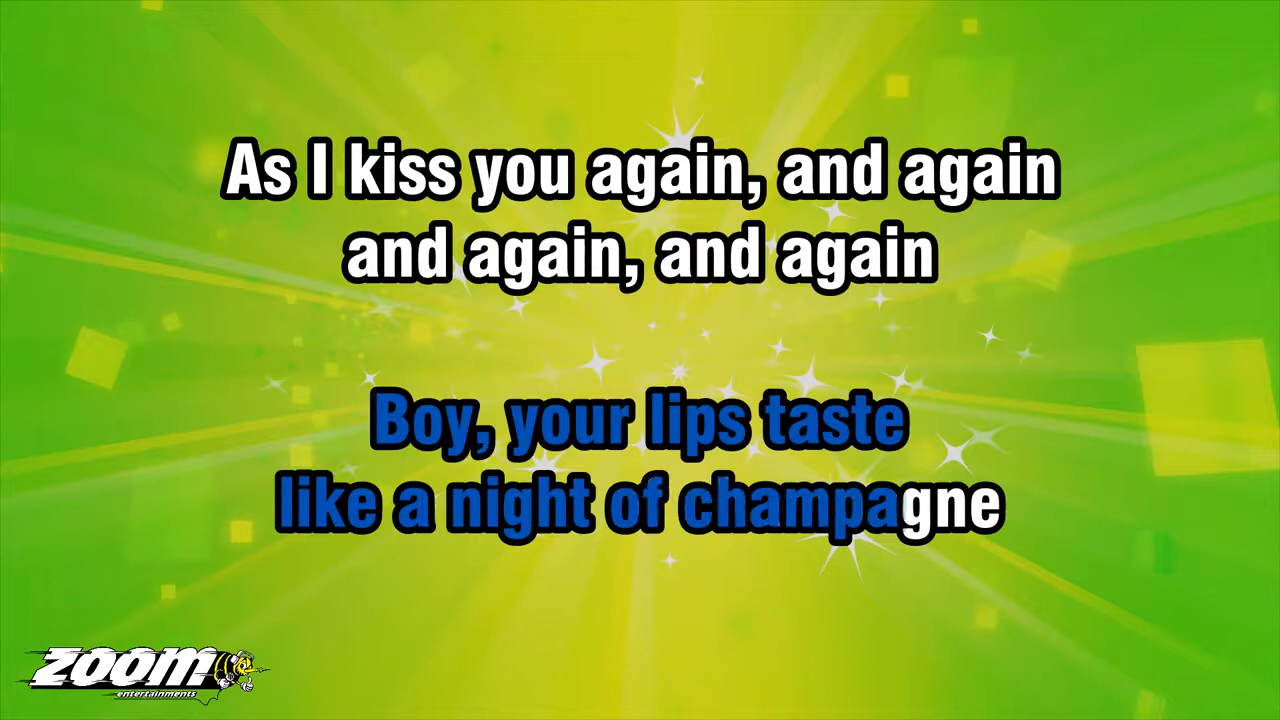 As I kiss you again, and again
and again, and again
Boy, your lips taste
like a night of champagne
ZOOM
entertainments